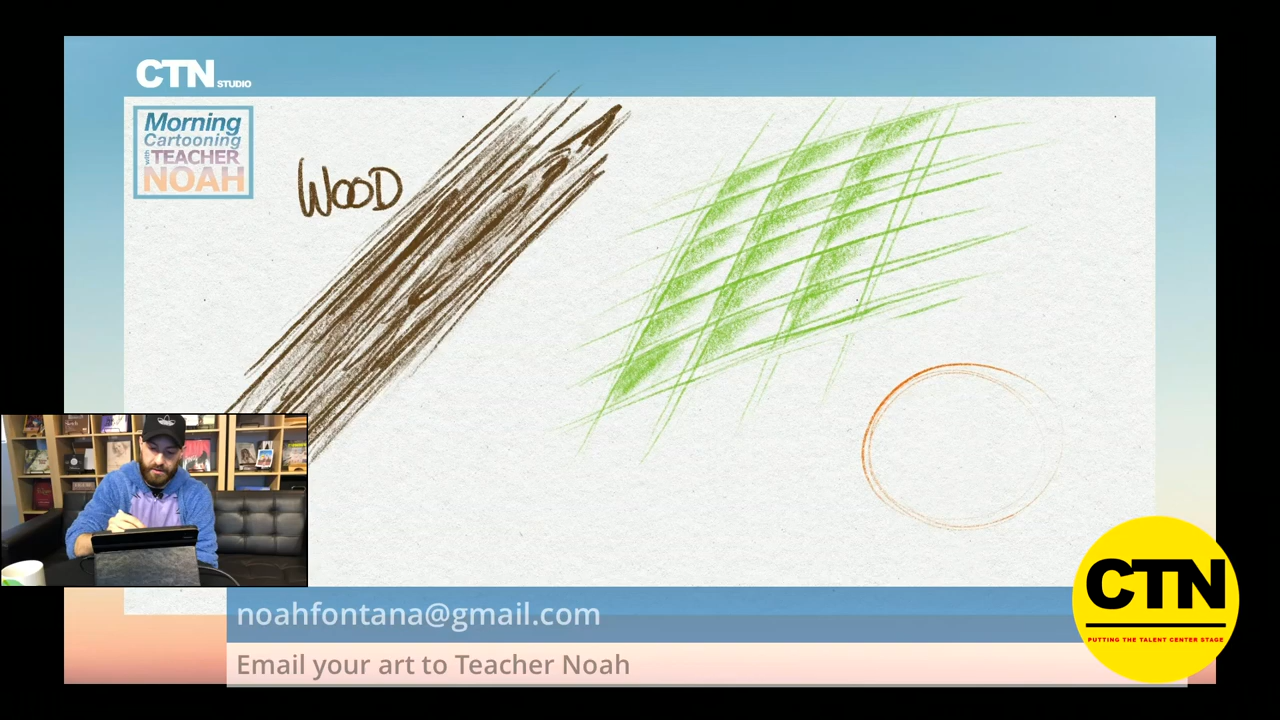 CTN STUDIO
Morning
Cartooning
with TEACHER
NOAH
WOOD
noahfontana@gmail.com
Email your art to Teacher Noah
CTN
PUTTING THE TALENT CENTER STAGE